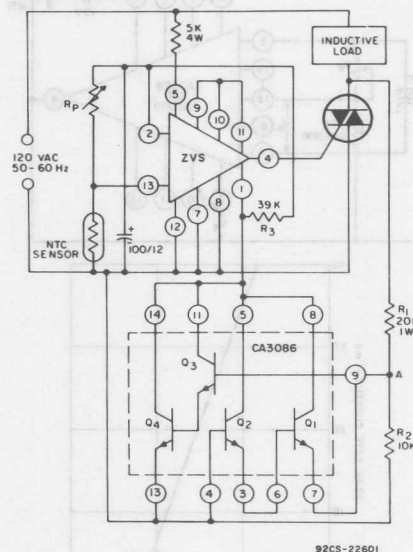 5K
4W
INDUCTIVE
LOAD
RP
5
9
10
11
2
ZVS
4
120 VAC
50-60 Hz
13
1
12
7
8
39K
R3
NTC
SENSOR
+
100/12
14
11
5
8
R1
1W
CA3086
Q3
9
A
Q4
Q2
Q1
R2
10K
13
4
3
6
7
92CS-22601